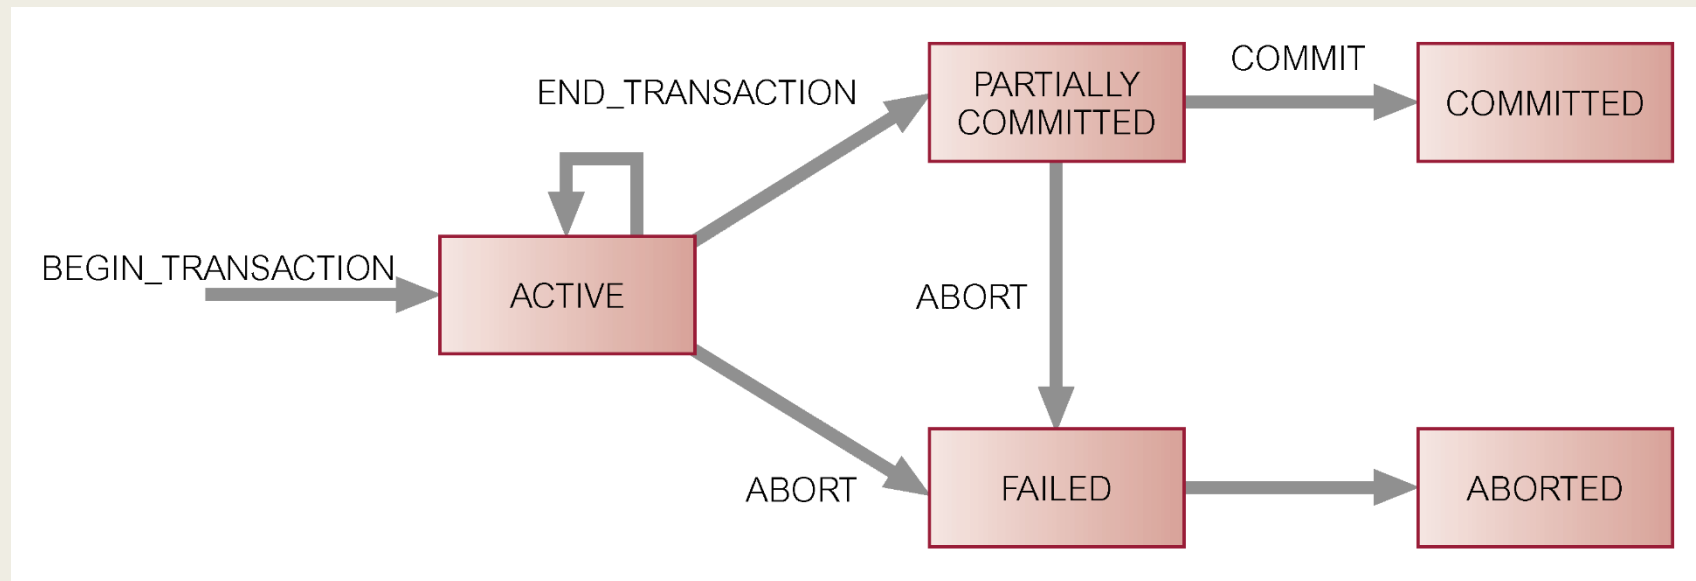 BEGIN_TRANSACTION
ACTIVE
END_TRANSACTION
PARTIALLY
COMMITTED
COMMIT
COMMITTED
ABORT
ABORT
FAILED
ABORTED